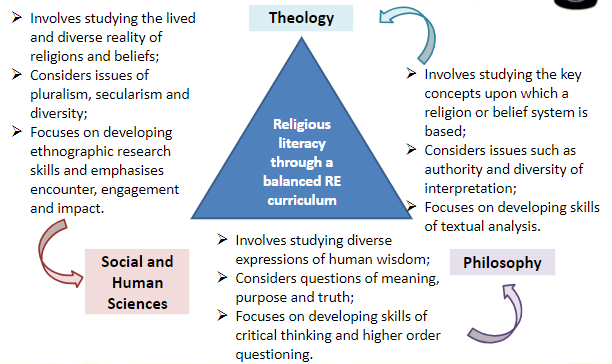 Theology
➢ Involves studying the lived
and diverse reality of
religions and beliefs;
➢ Considers issues of
pluralism, secularism and
diversity;
➢ Focuses on developing
ethnographic research
skills and emphasises
encounter, engagement
and impact.
Religious
literacy
through a
balanced RE
curriculum
➢ Involves studying the key
concepts upon which a
religion or belief system is
based;
➢ Considers issues such as
authority and diversity of
interpretation;
➢ Focuses on developing skills
of textual analysis.
Social and
Human
Sciences
➢ Involves studying diverse
expressions of human wisdom;
➢ Considers questions of meaning,
purpose and truth;
➢ Focuses on developing skills of
critical thinking and higher order
questioning.
Philosophy